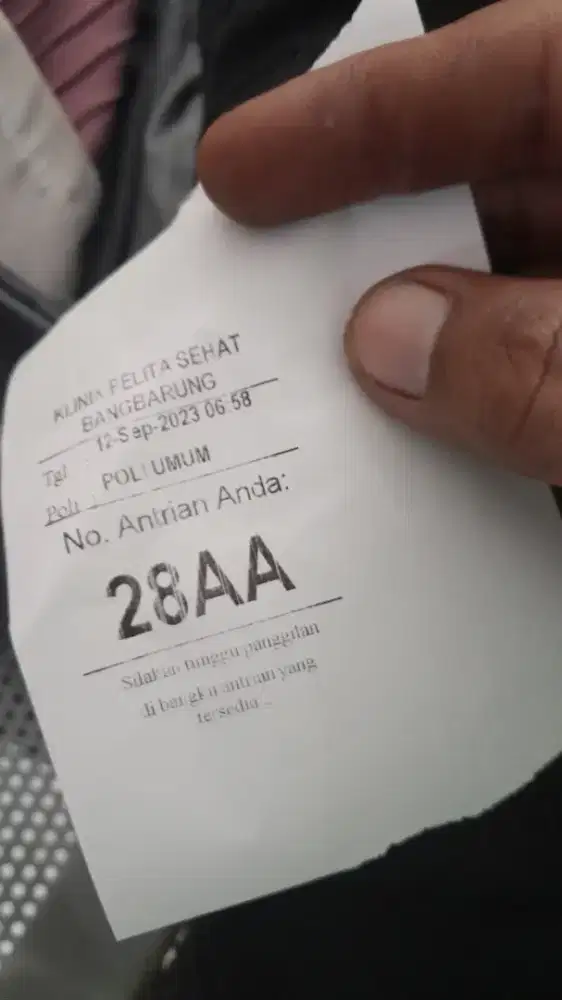 KLINIK PELITA SEHAT
BANGBARUNG
Tgl 12-Sep-2023 06:58
Poli POLI UMUM
No. Antrian Anda:
28AA
Silakan tunggu panggilan
di bangku antrian yang
tersedia...